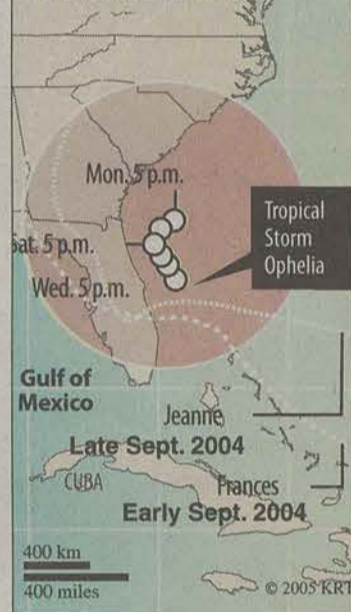 Mon. 5 p.m.
Tropical
Storm
Ophelia
Sat. 5 p.m.
Wed. 5 p.m.
Gulf of
Mexico
Jeanne
Late Sept. 2004
CUBA
Frances
Early Sept. 2004
400 km
400 miles
© 2005 KRT